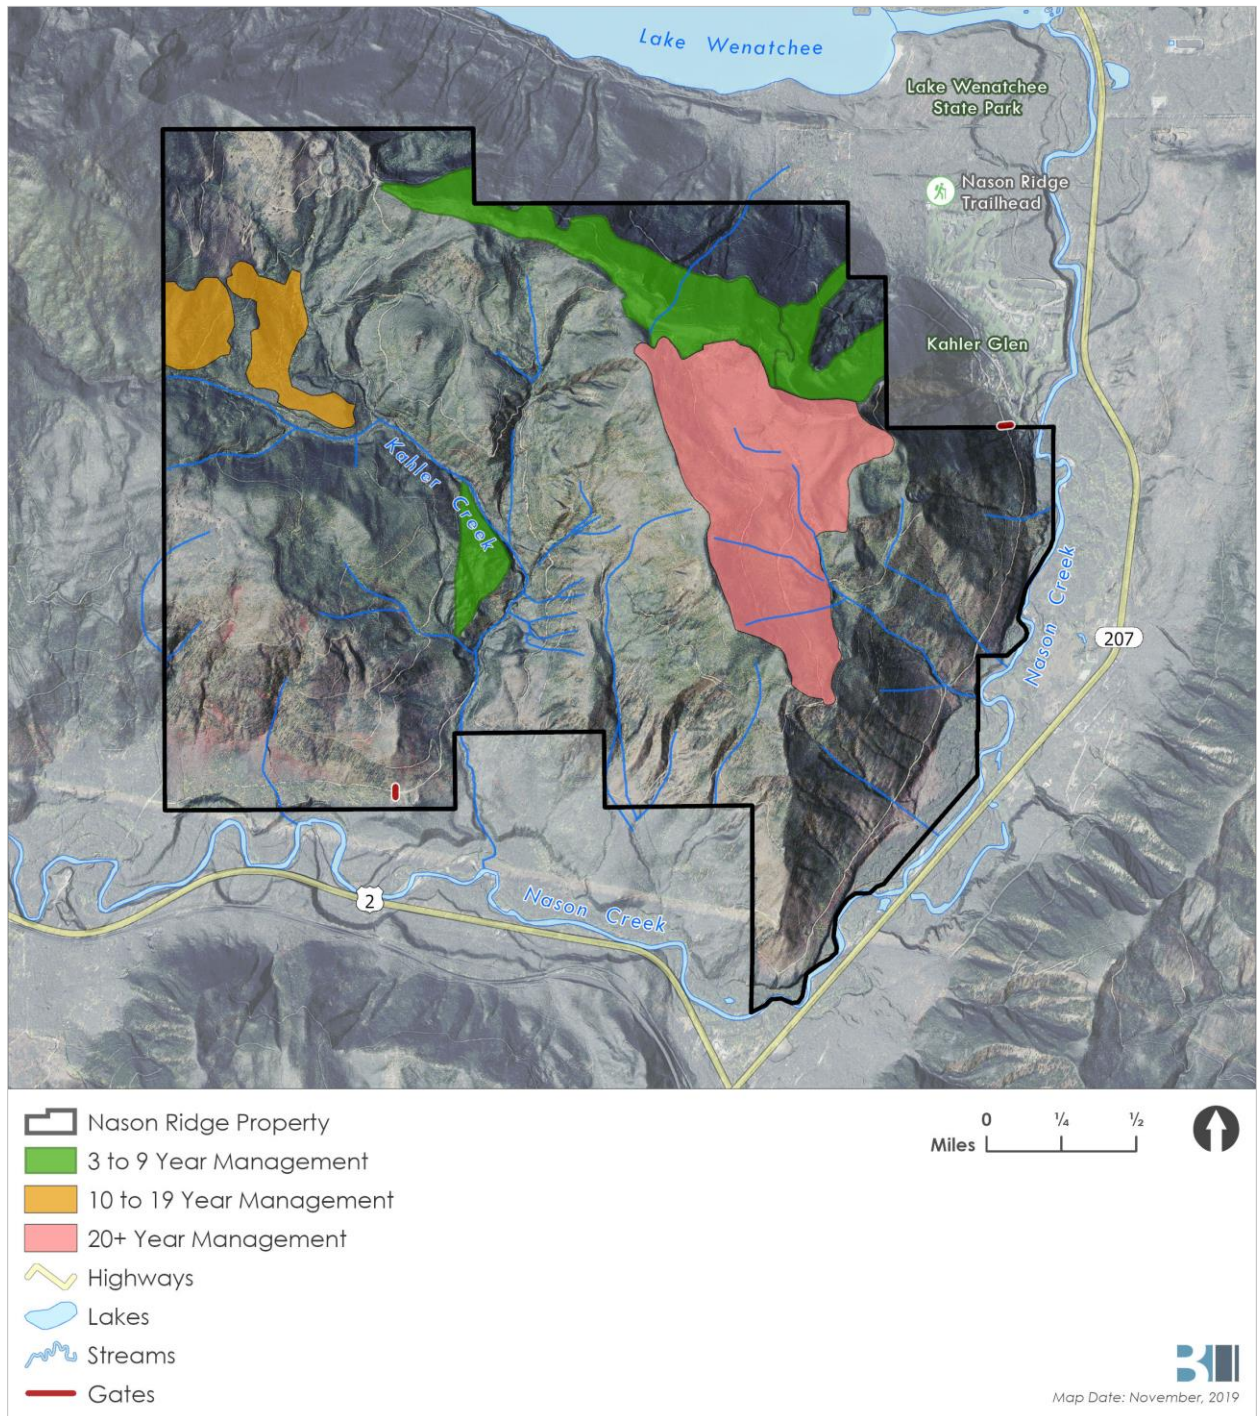 Lake Wenatchee
Lake Wenatchee
State Park
Nason Ridge
Trailhead
Kahler Glen
Kahler Creek
Nason Creek
207
2
Nason Creek
Nason Ridge Property
3 to 9 Year Management
10 to 19 Year Management
20+ Year Management
Highways
Lakes
Streams
Gates
0 ¼ ½
Miles
Map Date: November, 2019